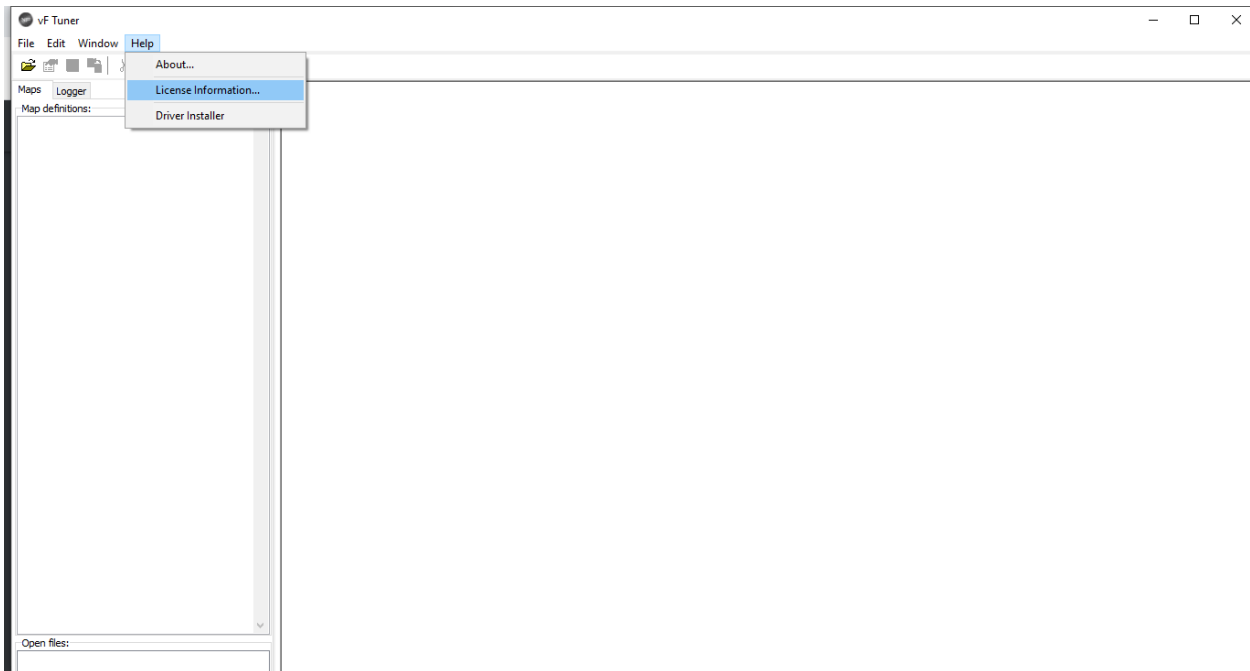 vF Tuner
File Edit Window Help
About...
License Information...
Driver Installer
Maps Logger
Map definitions:
Open files: